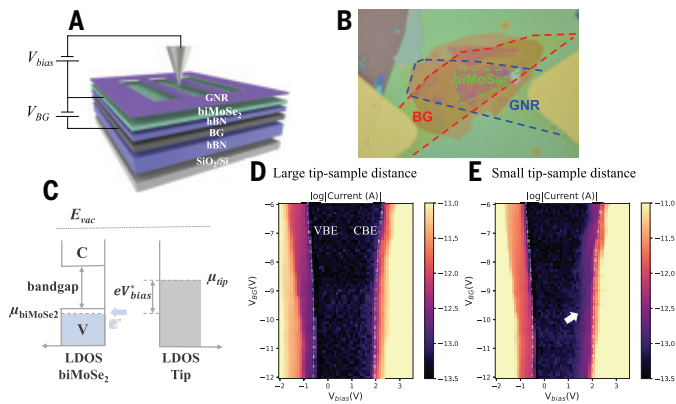 A
V_bias
V_BG
GNR
biMoSe2
hBN
BG
hBN
SiO2/Si
B
biMoSe2
BG
GNR
C
E_vac
C
bandgap
μ_biMoSe2
V
e⁻
eV*_bias
μ_tip
LDOS
biMoSe2
LDOS
Tip
D Large tip-sample distance
log|Current (A)|
VBE CBE
V_BG(V)
−6
−7
−8
−9
−10
−11
−12
−2 −1 0 1 2 3
V_bias(V)
−11.0
−11.5
−12.0
−12.5
−13.0
−13.5
E Small tip-sample distance
log|Current (A)|
V_BG(V)
−6
−7
−8
−9
−10
−11
−12
−2 −1 0 1 2 3
V_bias(V)
−11.0
−11.5
−12.0
−12.5
−13.0
−13.5